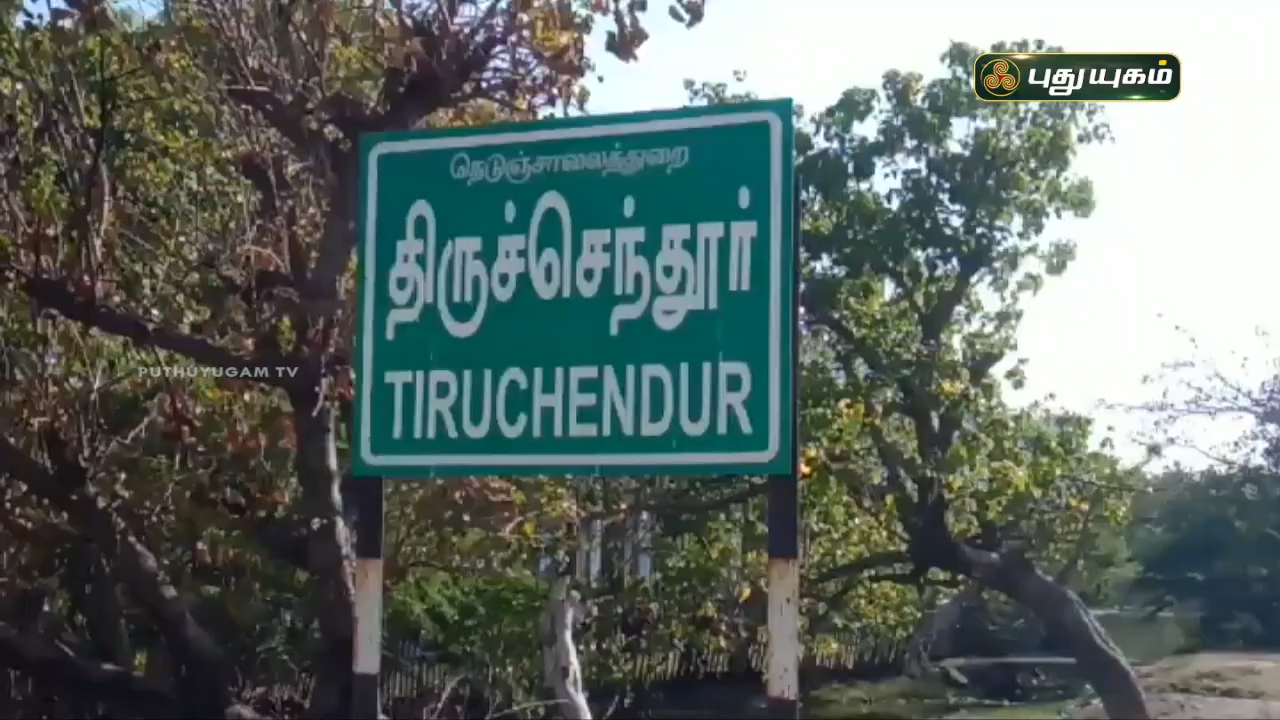 புதுயுகம்
நெடுஞ்சாலைத்துறை
திருச்செந்தூர்
PUTHUYUGAM TV
TIRUCHENDUR